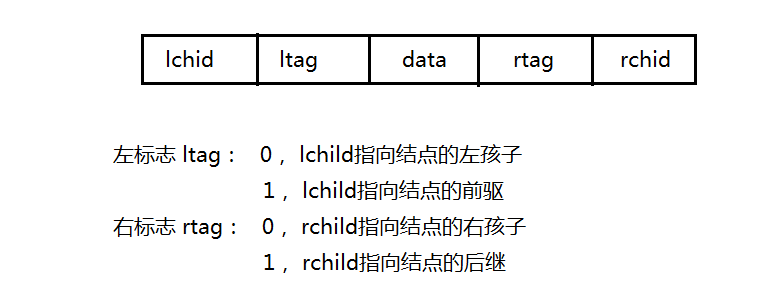 lchid ltag data rtag rchid
左标志 ltag： 0 ，lchild指向结点的左孩子
1 ，lchild指向结点的前驱
右标志 rtag： 0 ，rchild指向结点的右孩子
1 ，rchild指向结点的后继